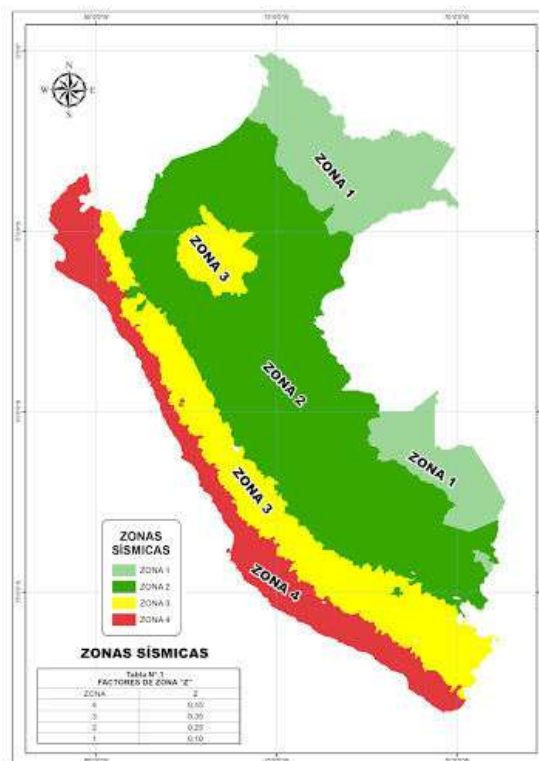 N
W E
S
ZONA 1
ZONA 3
ZONA 2
ZONA 1
ZONA 3
ZONA 4
ZONAS
SÍSMICAS
ZONA 1
ZONA 2
ZONA 3
ZONA 4
ZONAS SÍSMICAS
Tabla N° 1
FACTORES DE ZONA "Z"
ZONA Z
4 0,45
3 0,35
2 0,25
1 0,10